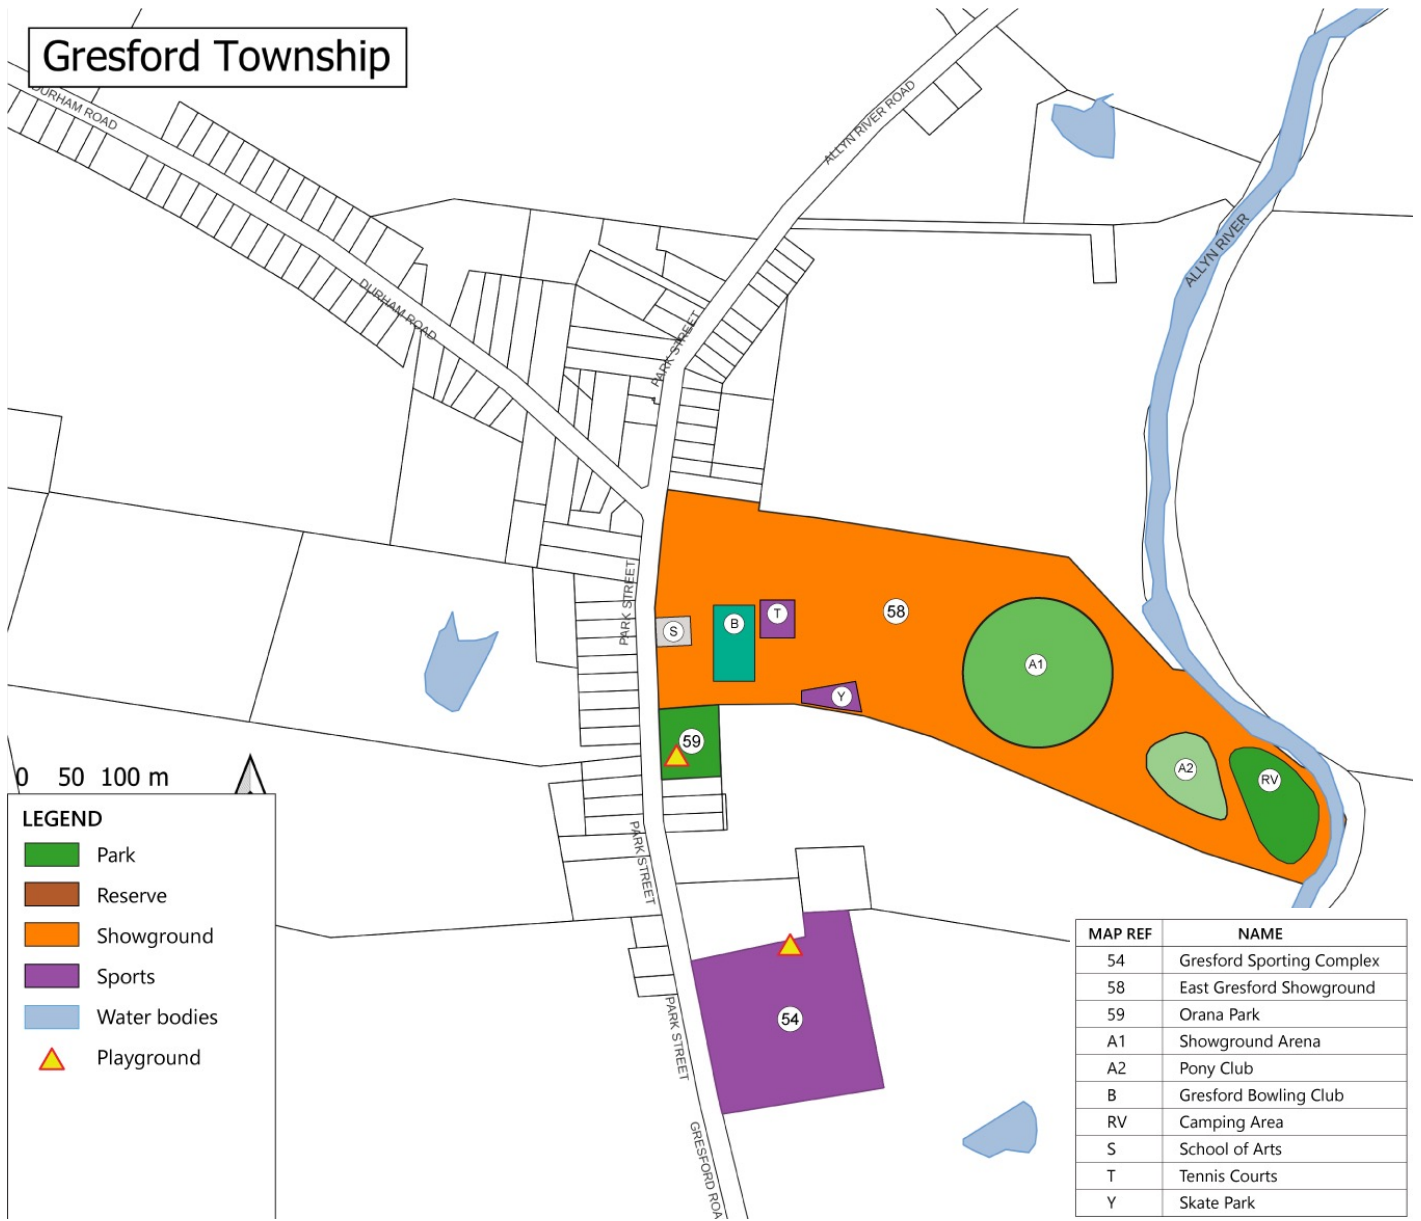 Gresford Township
DURHAM ROAD
ALLYN RIVER ROAD
ALLYN RIVER
DURHAM ROAD
PARK STREET
PARK STREET
58
T
B
S
A1
Y
59
A2
RV
PARK STREET
54
PARK STREET
GRESFORD ROA
0 50 100 m
LEGEND
Park
Reserve
Showground
Sports
Water bodies
Playground
MAP REF NAME
54 Gresford Sporting Complex
58 East Gresford Showground
59 Orana Park
A1 Showground Arena
A2 Pony Club
B Gresford Bowling Club
RV Camping Area
S School of Arts
T Tennis Courts
Y Skate Park